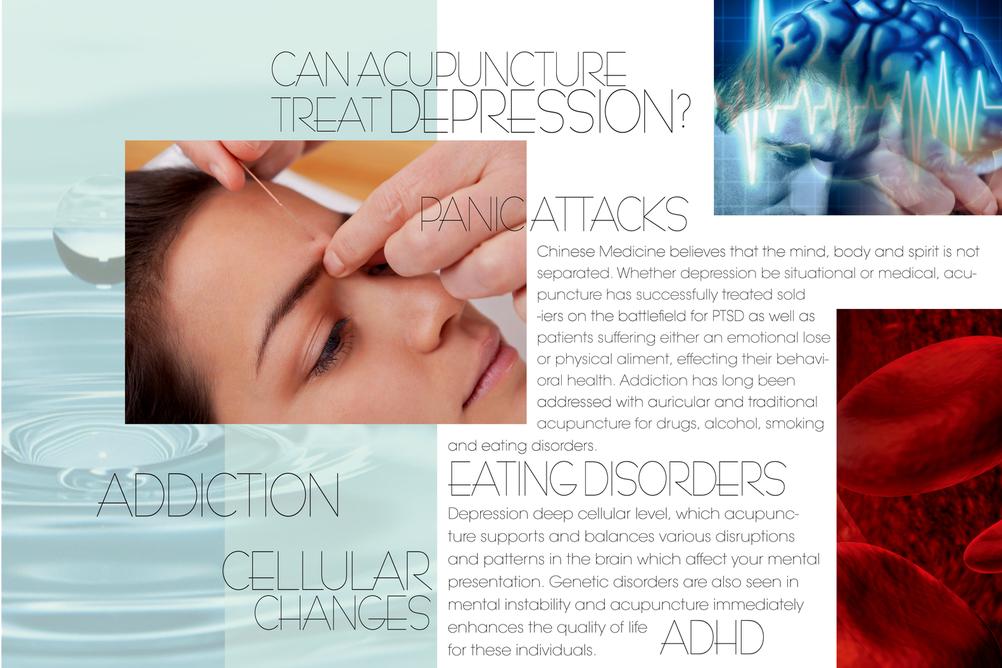 CAN ACUPUNCTURE
TREAT DEPRESSION?
PANIC ATTACKS
Chinese Medicine believes that the mind, body and spirit is not
separated. Whether depression be situational or medical, acu-
puncture has successfully treated sold
-iers on the battlefield for PTSD as well as
patients suffering either an emotional lose
or physical aliment, effecting their behavi-
oral health. Addiction has long been
addressed with auricular and traditional
acupuncture for drugs, alcohol, smoking
and eating disorders.
EATING DISORDERS
Depression deep cellular level, which acupunc-
ture supports and balances various disruptions
and patterns in the brain which affect your mental
presentation. Genetic disorders are also seen in
mental instability and acupuncture immediately
enhances the quality of life
for these individuals.
ADHD
ADDICTION
CELLULAR
CHANGES